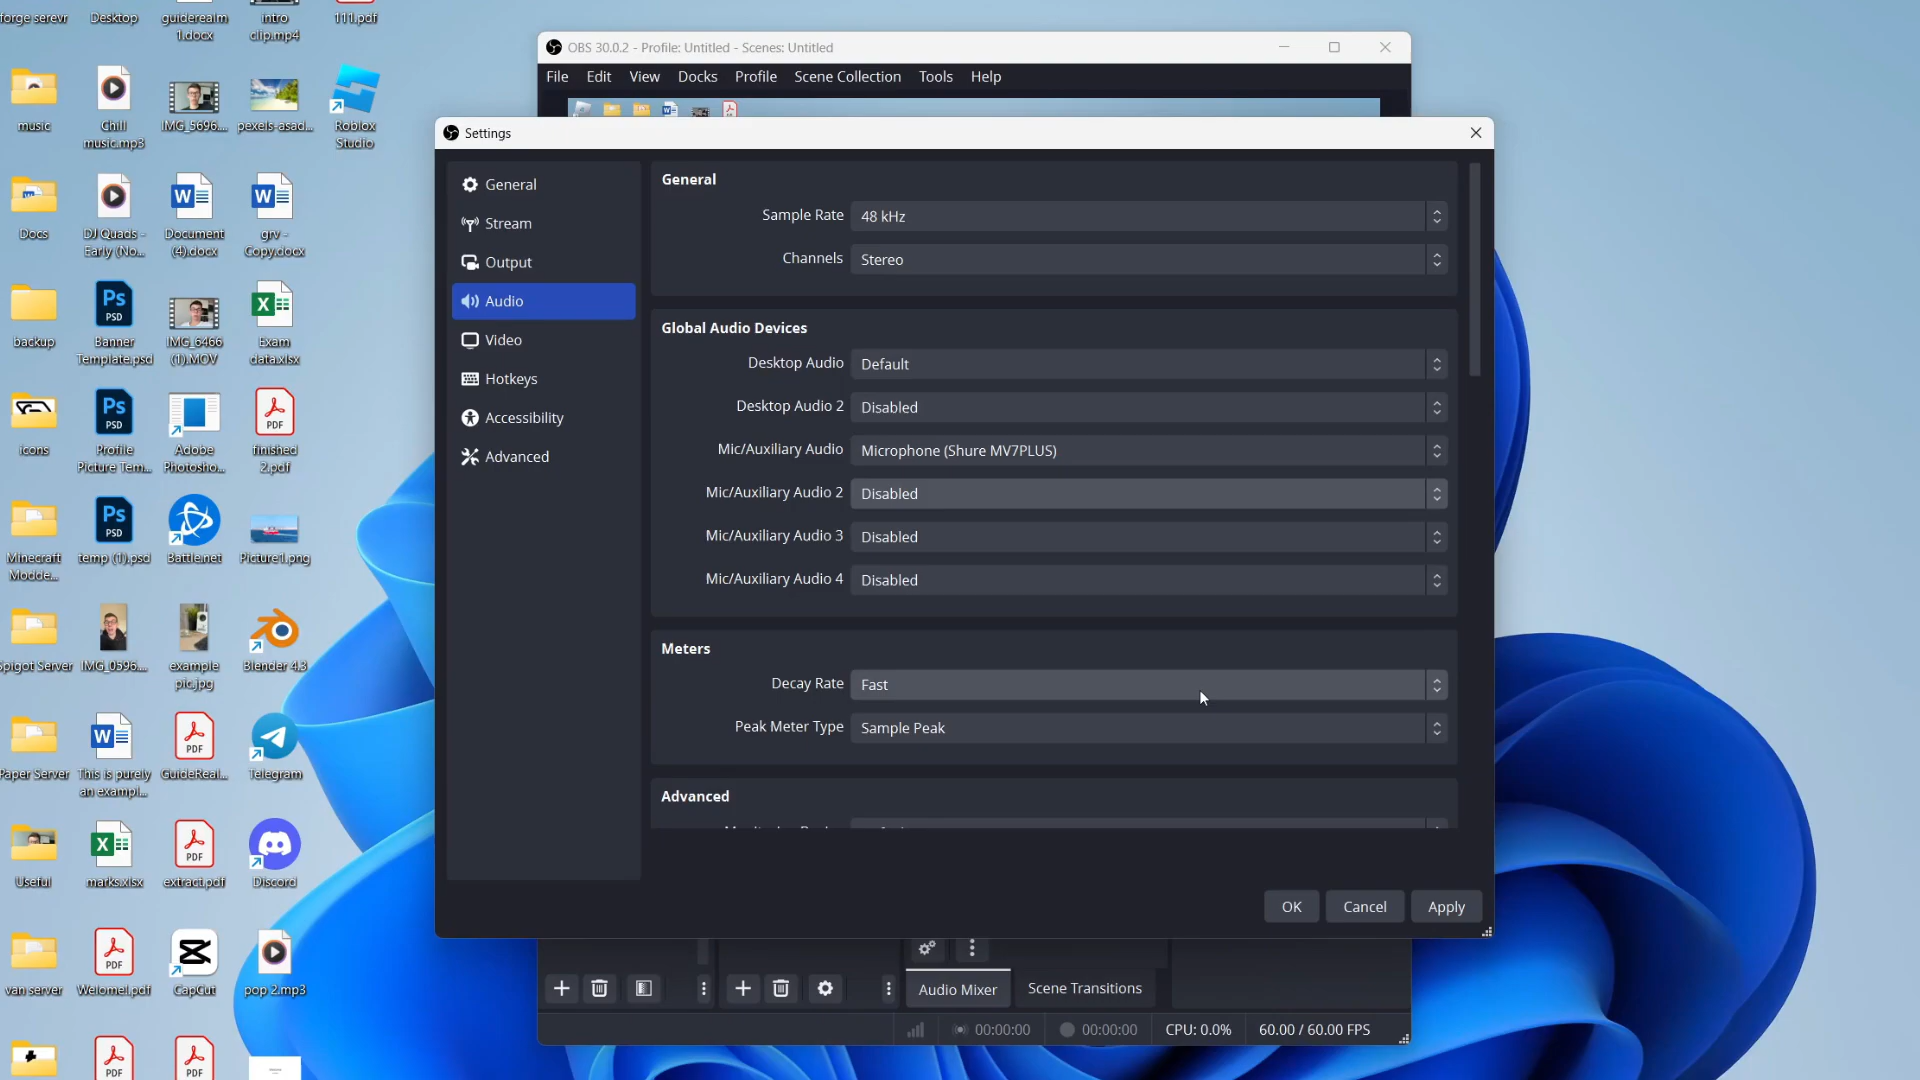 forge serevr
Desktop
guiderealm
1.docx
intro
clip.mp4
111.pdf
music
Chill
music.mp3
IMG_5696...
pexels-asad...
Roblox
Studio
Docs
DJ Quads -
Early (No...
Document
(4).docx
grv -
Copy.docx
backup
Banner
Template.psd
IMG_6466
(1).MOV
Exam
data.xlsx
icons
Profile
Picture Tem...
Adobe
Photosho...
finished
2.pdf
Minecraft
Modde...
temp (1).psd
Battle.net
Picture1.png
Spigot Server
IMG_0596....
example
pic.jpg
Blender 4.3
Paper Server
This is purely
an exampl...
GuideReal...
Telegram
Useful
marks.xlsx
extract.pdf
Discord
van server
Welomel.pdf
CapCut
pop 2.mp3
OBS 30.0.2 - Profile: Untitled - Scenes: Untitled
File Edit View Docks Profile Scene Collection Tools Help
Settings
General
Stream
Output
Audio
Video
Hotkeys
Accessibility
Advanced
General
Sample Rate 48 kHz
Channels Stereo
Global Audio Devices
Desktop Audio Default
Desktop Audio 2 Disabled
Mic/Auxiliary Audio Microphone (Shure MV7PLUS)
Mic/Auxiliary Audio 2 Disabled
Mic/Auxiliary Audio 3 Disabled
Mic/Auxiliary Audio 4 Disabled
Meters
Decay Rate Fast
Peak Meter Type Sample Peak
Advanced
OK Cancel Apply
Audio Mixer Scene Transitions
00:00:00 00:00:00 CPU: 0.0% 60.00 / 60.00 FPS